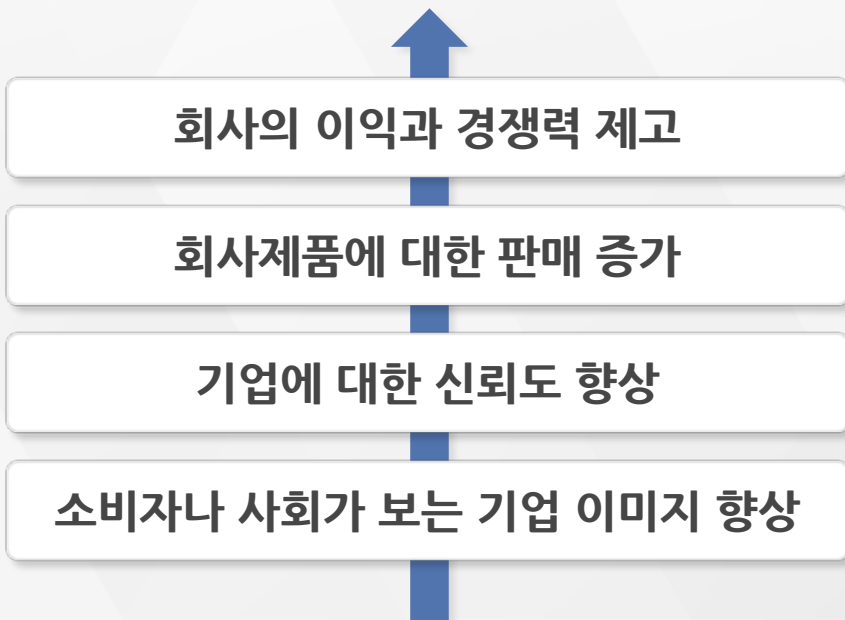 회사의 이익과 경쟁력 제고
회사제품에 대한 판매 증가
기업에 대한 신뢰도 향상
소비자나 사회가 보는 기업 이미지 향상